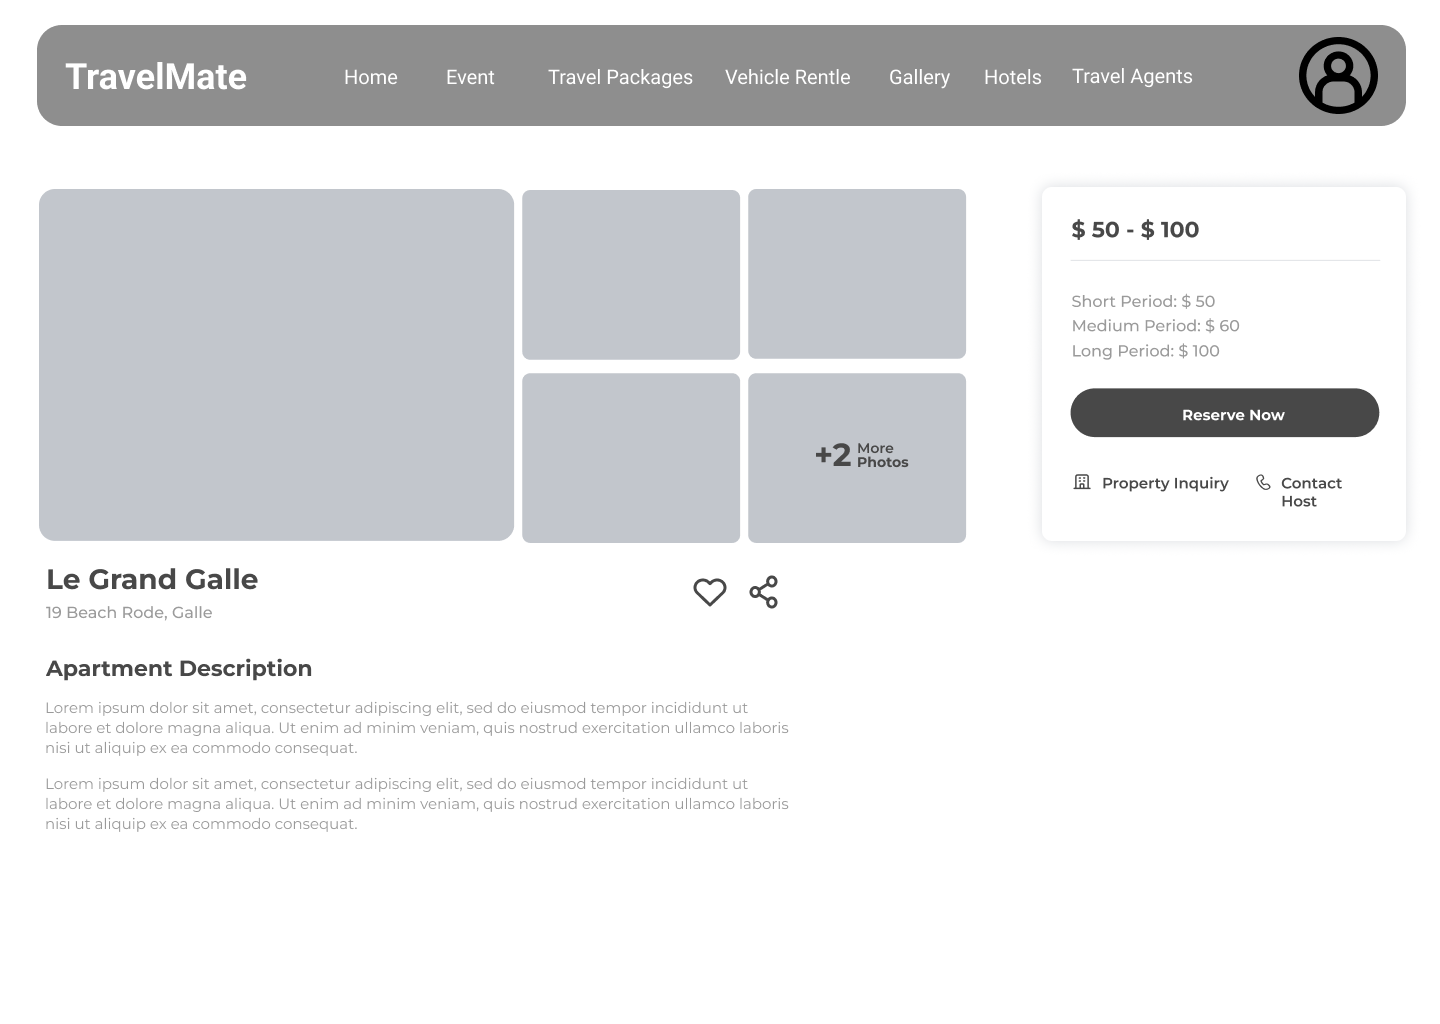 TravelMate
Home Event Travel Packages Vehicle Rentle Gallery Hotels Travel Agents
$ 50 - $ 100
Short Period: $ 50
Medium Period: $ 60
Long Period: $ 100
Reserve Now
+2 More
Photos
Property Inquiry
Contact
Host
Le Grand Galle
19 Beach Rode, Galle
Apartment Description
Lorem ipsum dolor sit amet, consectetur adipiscing elit, sed do eiusmod tempor incididunt ut
labore et dolore magna aliqua. Ut enim ad minim veniam, quis nostrud exercitation ullamco laboris
nisi ut aliquip ex ea commodo consequat.
Lorem ipsum dolor sit amet, consectetur adipiscing elit, sed do eiusmod tempor incididunt ut
labore et dolore magna aliqua. Ut enim ad minim veniam, quis nostrud exercitation ullamco laboris
nisi ut aliquip ex ea commodo consequat.